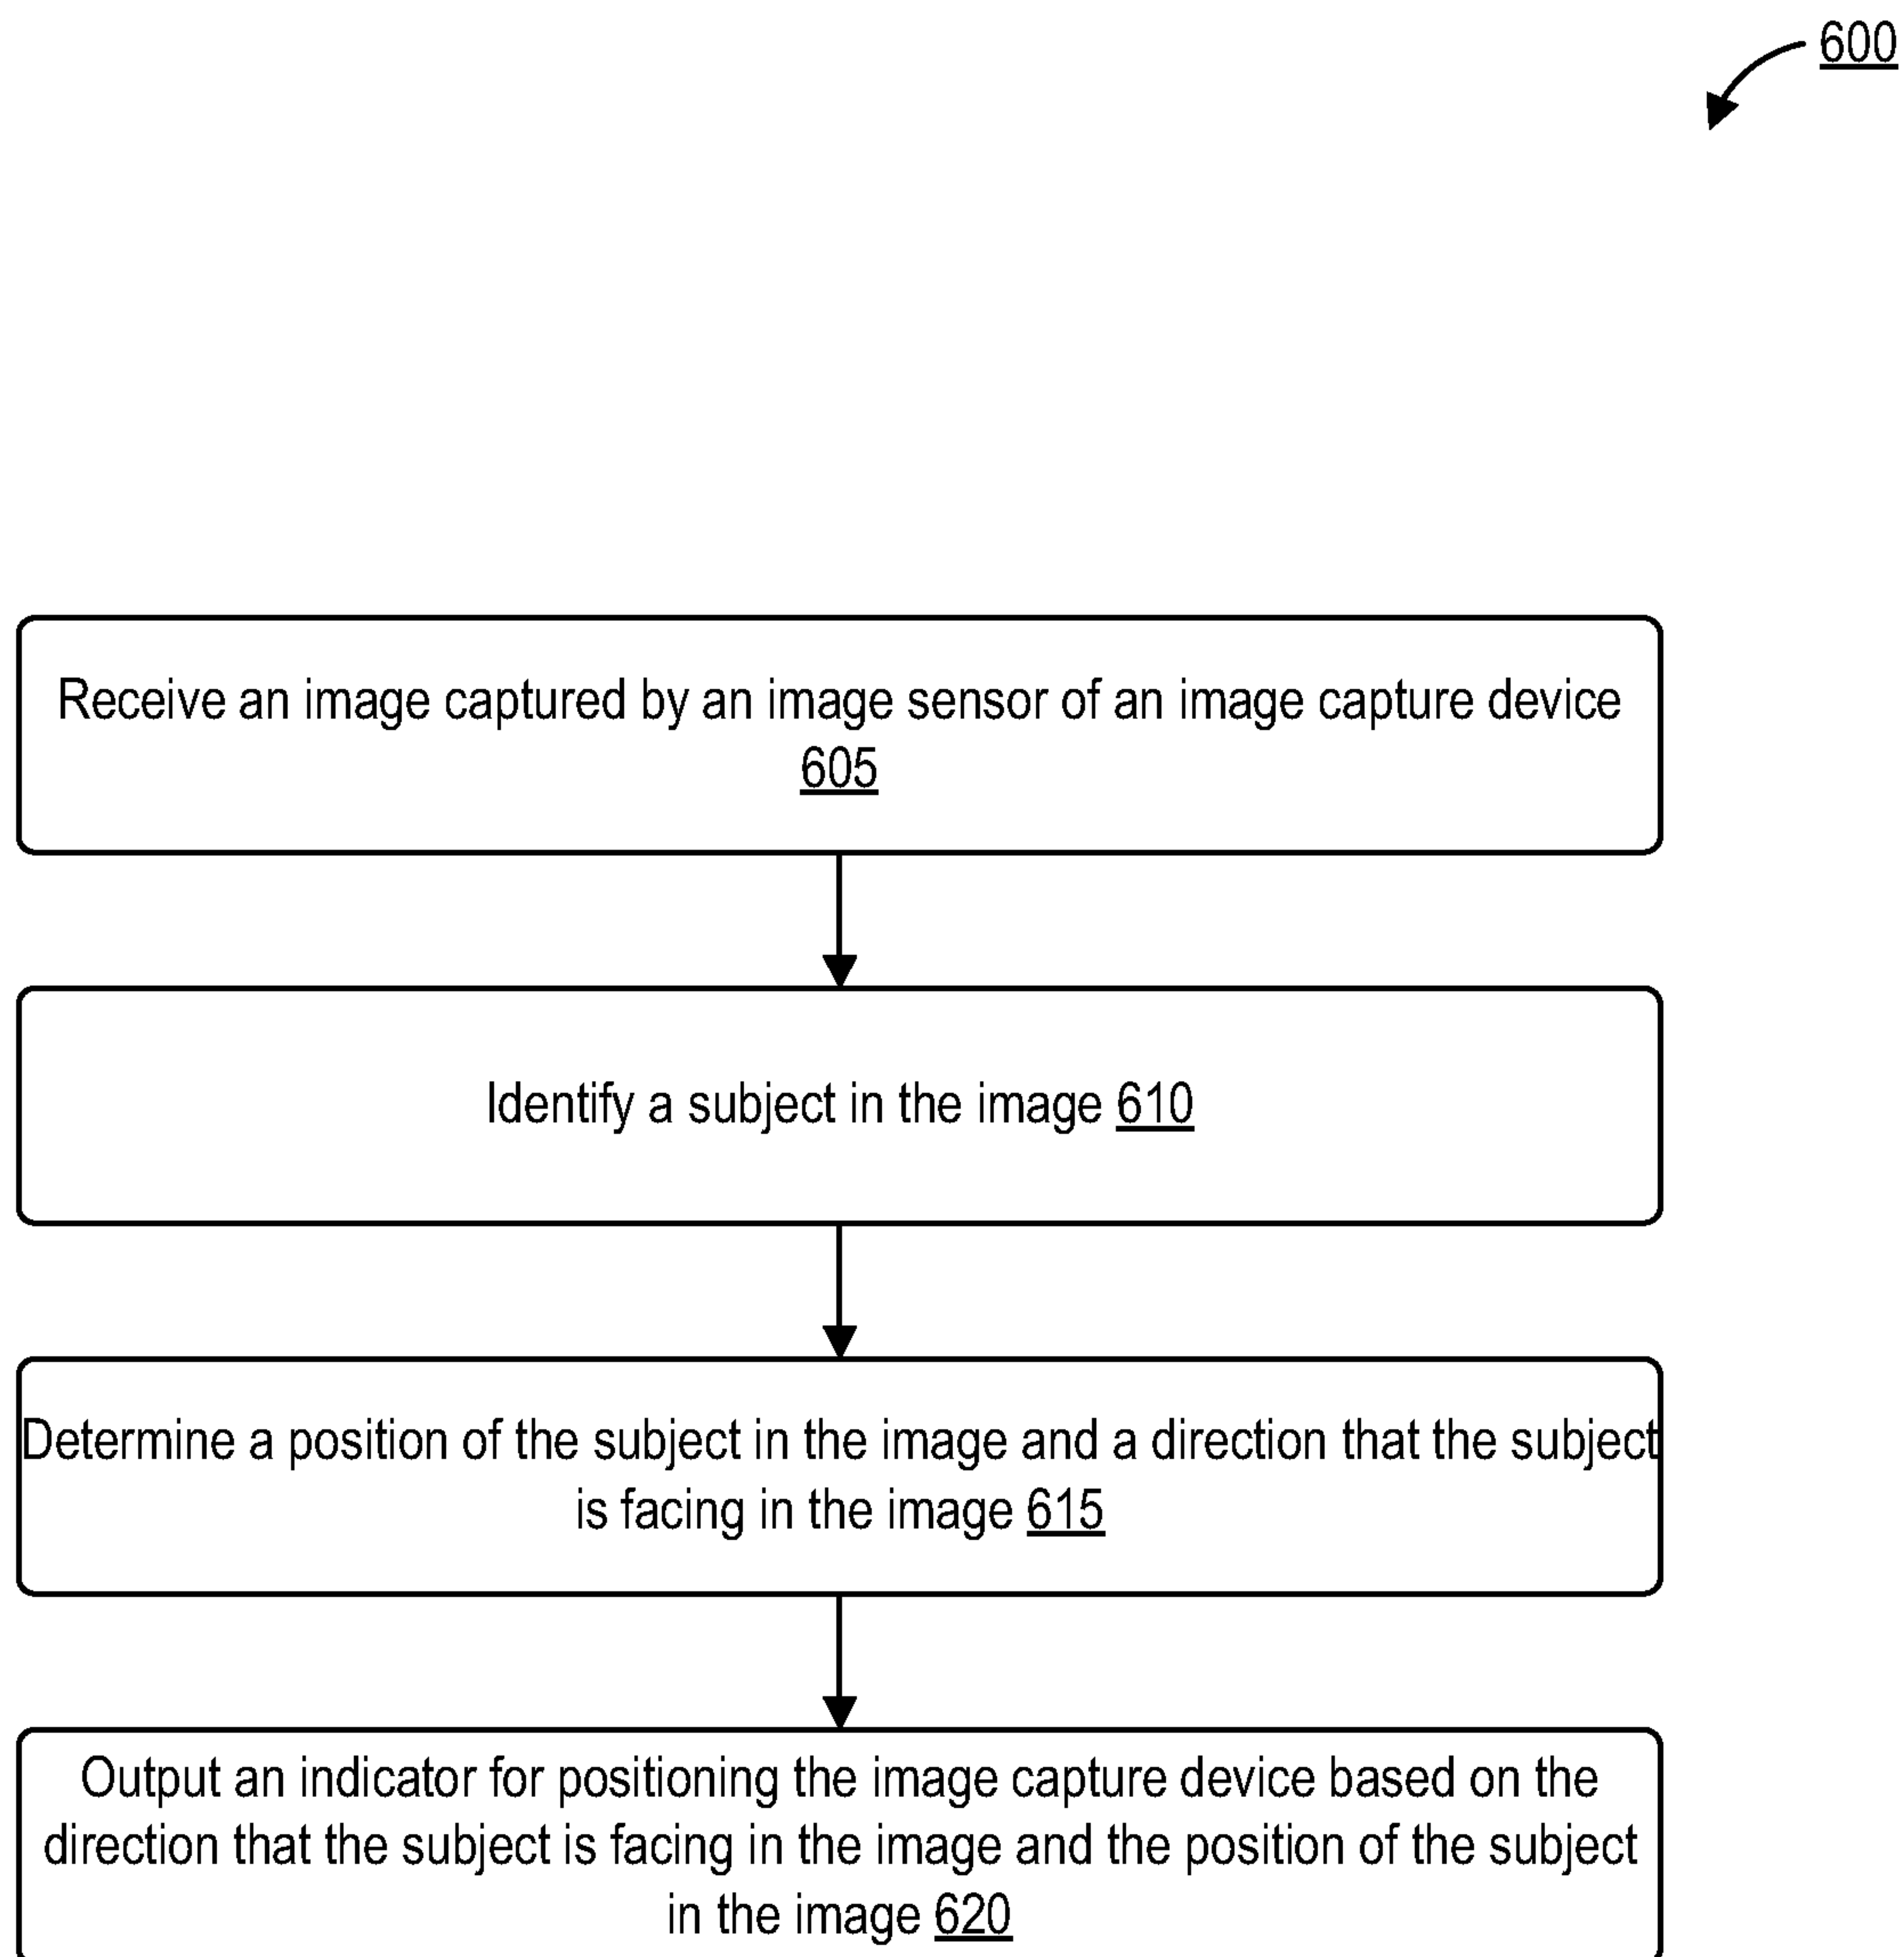 600
Receive an image captured by an image sensor of an image capture device
605
Identify a subject in the image 610
Determine a position of the subject in the image and a direction that the subject
is facing in the image 615
Output an indicator for positioning the image capture device based on the
direction that the subject is facing in the image and the position of the subject
in the image 620